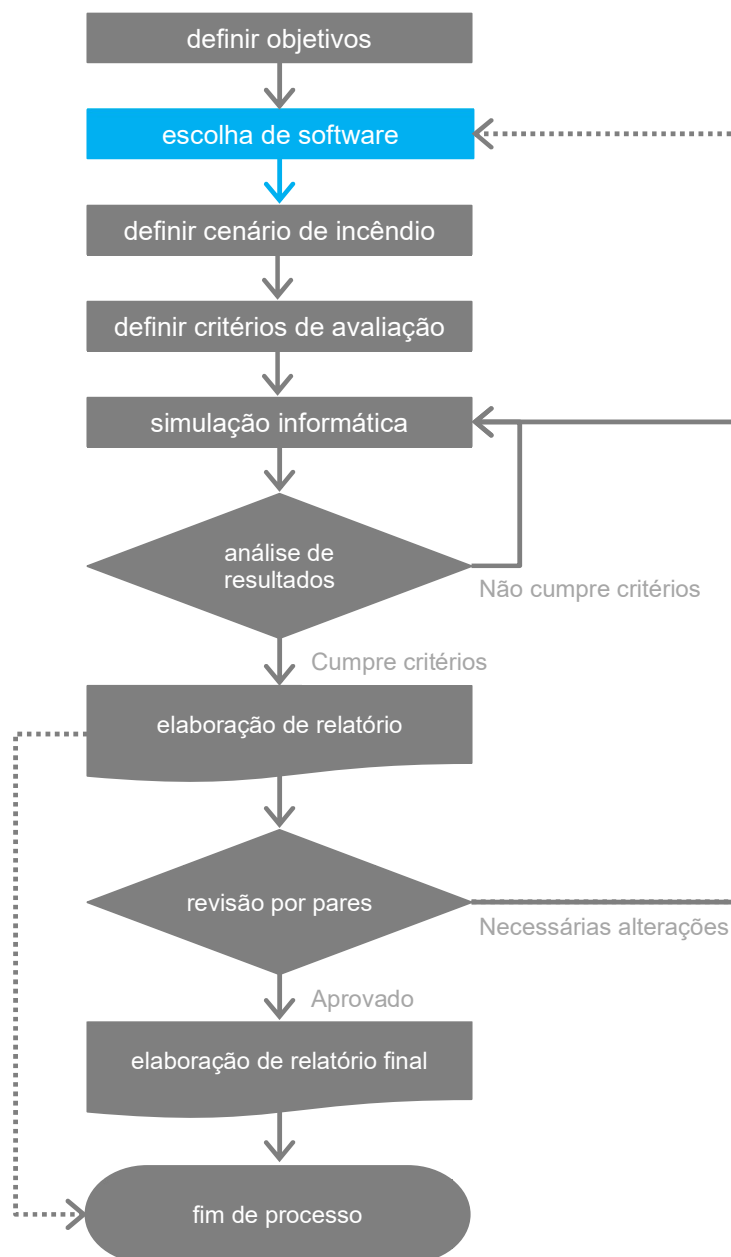 definir objetivos
escolha de software
definir cenário de incêndio
definir critérios de avaliação
simulação informática
análise de
resultados
Não cumpre critérios
Cumpre critérios
elaboração de relatório
revisão por pares
Necessárias alterações
Aprovado
elaboração de relatório final
fim de processo